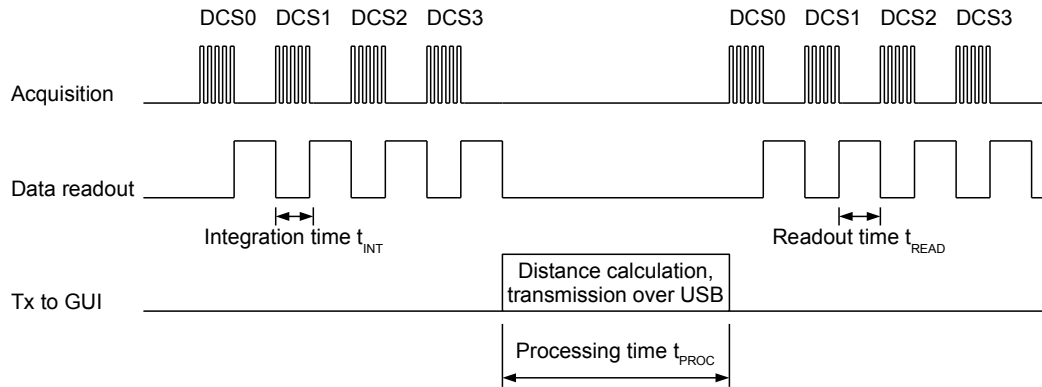 DCS0 DCS1 DCS2 DCS3 DCS0 DCS1 DCS2 DCS3
Acquisition
Data readout
Integration time tINT
Readout time tREAD
Distance calculation,
transmission over USB
Tx to GUI
Processing time tPROC